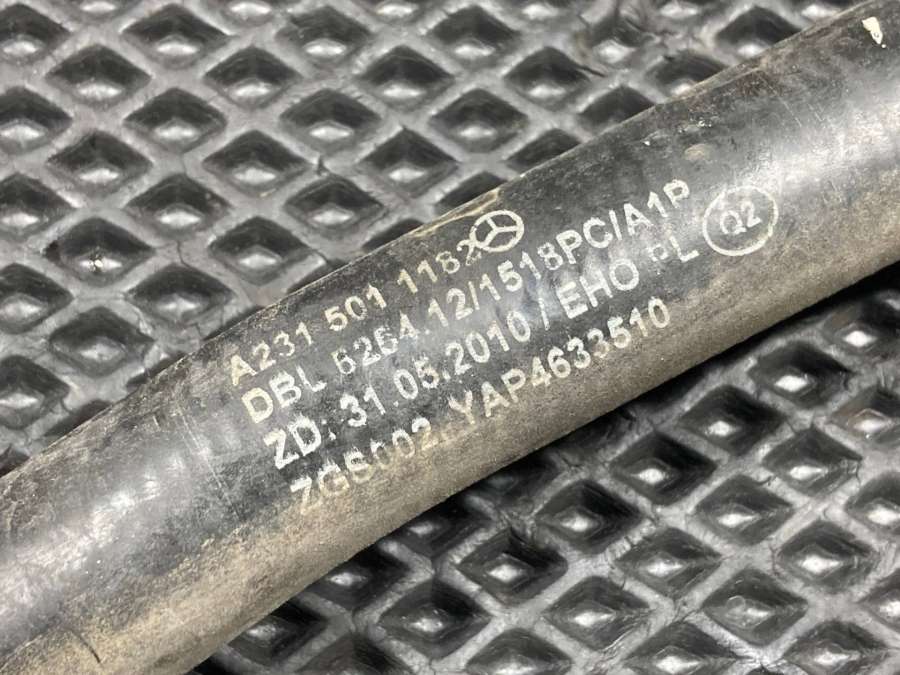 A231 501 1182
DBL 6264.12/1518PC/A1P
ZD: 31.05.2010 / EHO PL
Q2
ZGS002 YAP4633510